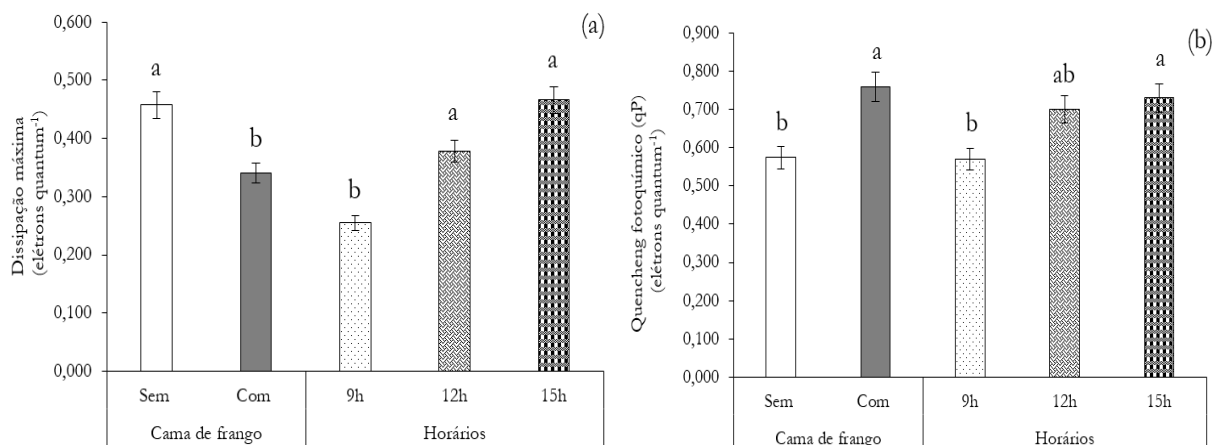 (a)
Dissipação máxima
(elétrons quantum⁻¹)
0,600
0,500
0,400
0,300
0,200
0,100
0,000
a
b
b
a
a
Sem
Com
9h
12h
15h
Cama de frango
Horários
(b)
Quencheng fotoquímico (qP)
(elétrons quantum⁻¹)
0,900
0,800
0,700
0,600
0,500
0,400
0,300
0,200
0,100
0,000
b
a
b
ab
a
Sem
Com
9h
12h
15h
Cama de frango
Horários